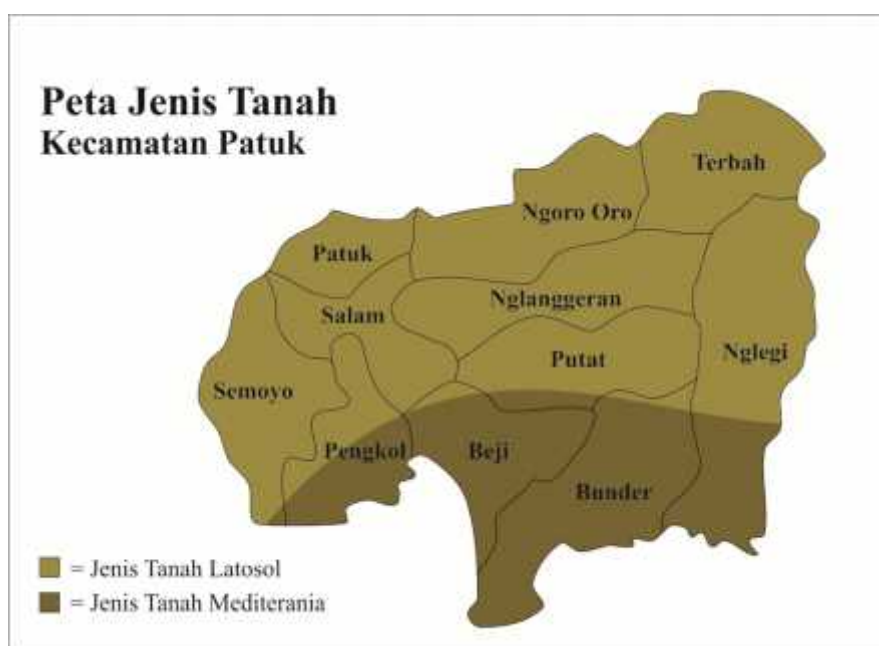 Peta Jenis Tanah
Kecamatan Patuk
Terbah
Ngoro Oro
Patuk
Nglanggeran
Salam
Putat
Nglegi
Semoyo
Pengkol
Beji
Bunder
= Jenis Tanah Latosol
= Jenis Tanah Mediterania